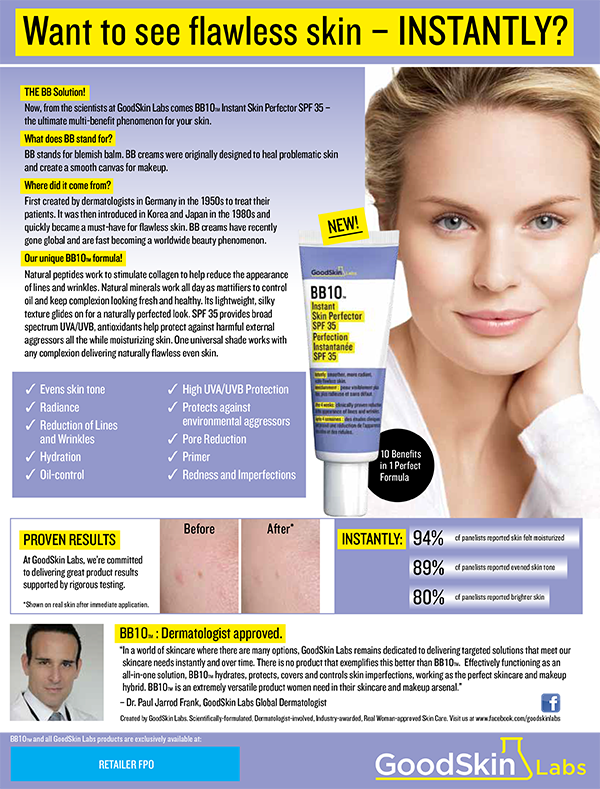 Want to see flawless skin – INSTANTLY?
THE BB Solution!
Now, from the scientists at GoodSkin Labs comes BB10™ Instant Skin Perfector SPF 35 –
the ultimate multi-benefit phenomenon for your skin.
What does BB stand for?
BB stands for blemish balm. BB creams were originally designed to heal problematic skin
and create a smooth canvas for makeup.
Where did it come from?
First created by dermatologists in Germany in the 1950s to treat their
patients. It was then introduced in Korea and Japan in the 1980s and
quickly became a must-have for flawless skin. BB creams have recently
gone global and are fast becoming a worldwide beauty phenomenon.
Our unique BB10™ formula!
Natural peptides work to stimulate collagen to help reduce the appearance
of lines and wrinkles. Natural minerals work all day as mattifiers to control
oil and keep complexion looking fresh and healthy. Its lightweight, silky
texture glides on for a naturally perfected look. SPF 35 provides broad
spectrum UVA/UVB, antioxidants help protect against harmful external
aggressors all the while moisturizing skin. One universal shade works with
any complexion delivering naturally flawless even skin.
NEW!
GoodSkin Labs
BB10™
Instant
Skin Perfector
SPF 35
Perfection
Instantanée
SPF 35
10 Benefits
in 1 Perfect
Formula
✓ Evens skin tone
✓ Radiance
✓ Reduction of Lines
and Wrinkles
✓ Hydration
✓ Oil-control
✓ High UVA/UVB Protection
✓ Protects against
environmental aggressors
✓ Pore Reduction
✓ Primer
✓ Redness and Imperfections
PROVEN RESULTS
At GoodSkin Labs, we're committed
to delivering great product results
supported by rigorous testing.
*Shown on real skin after immediate application.
Before
After*
INSTANTLY:
94% of panelists reported skin felt moisturized
89% of panelists reported evened skin tone
80% of panelists reported brighter skin
BB10™ : Dermatologist approved.
"In a world of skincare where there are many options, GoodSkin Labs remains dedicated to delivering targeted solutions that meet our
skincare needs instantly and over time. There is no product that exemplifies this better than BB10™. Effectively functioning as an
all-in-one solution, BB10™ hydrates, protects, covers and controls skin imperfections, working as the perfect skincare and makeup
hybrid. BB10™ is an extremely versatile product women need in their skincare and makeup arsenal."
– Dr. Paul Jarrod Frank, GoodSkin Labs Global Dermatologist
f
Created by GoodSkin Labs. Scientifically-formulated, Dermatologist-involved, Industry-awarded, Real Woman-approved Skin Care. Visit us at www.facebook.com/goodskinlabs
BB10™ and all GoodSkin Labs products are exclusively available at:
RETAILER FPO
GoodSkin Labs